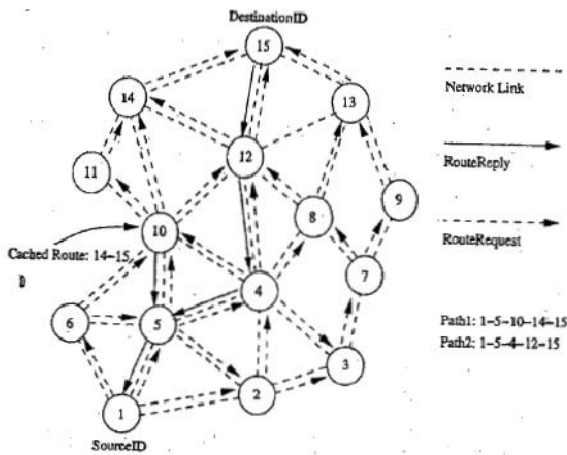 DestinationID
15
14
13
Network Link
12
11
RouteReply
9
10
8
Cached Route: 14-15
RouteRequest
7
4
6
5
Path1: 1-5-10-14-15
Path2: 1-5-4-12-15
3
2
1
SourceID